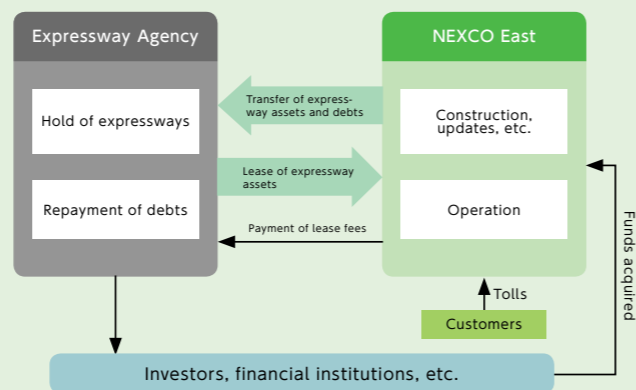 Expressway Agency
NEXCO East
Hold of expressways
Transfer of express-
way assets and debts
Construction,
updates, etc.
Repayment of debts
Lease of expressway
assets
Operation
Payment of lease fees
Tolls
Customers
Funds acquired
Investors, financial institutions, etc.